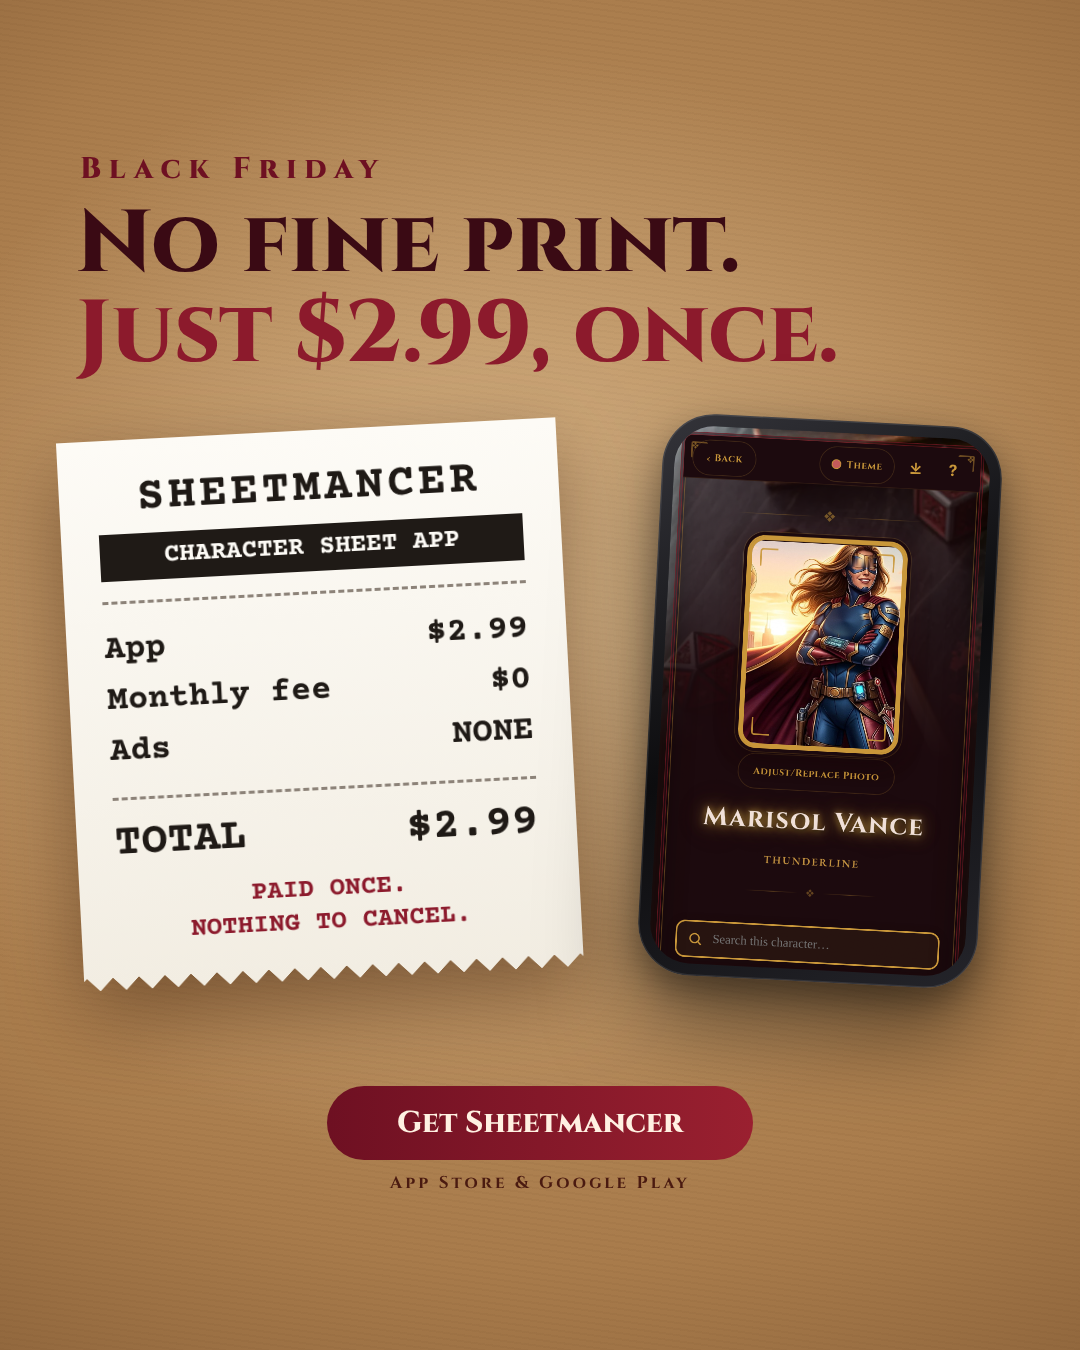 Black Friday
No fine print.
Just $2.99, once.
SHEETMANCER
CHARACTER SHEET APP
App $2.99
Monthly fee $0
Ads NONE
TOTAL $2.99
PAID ONCE.
NOTHING TO CANCEL.
‹ Back Theme ?
Adjust/Replace Photo
Marisol Vance
Thunderline
Search this character...
Get Sheetmancer
App Store & Google Play